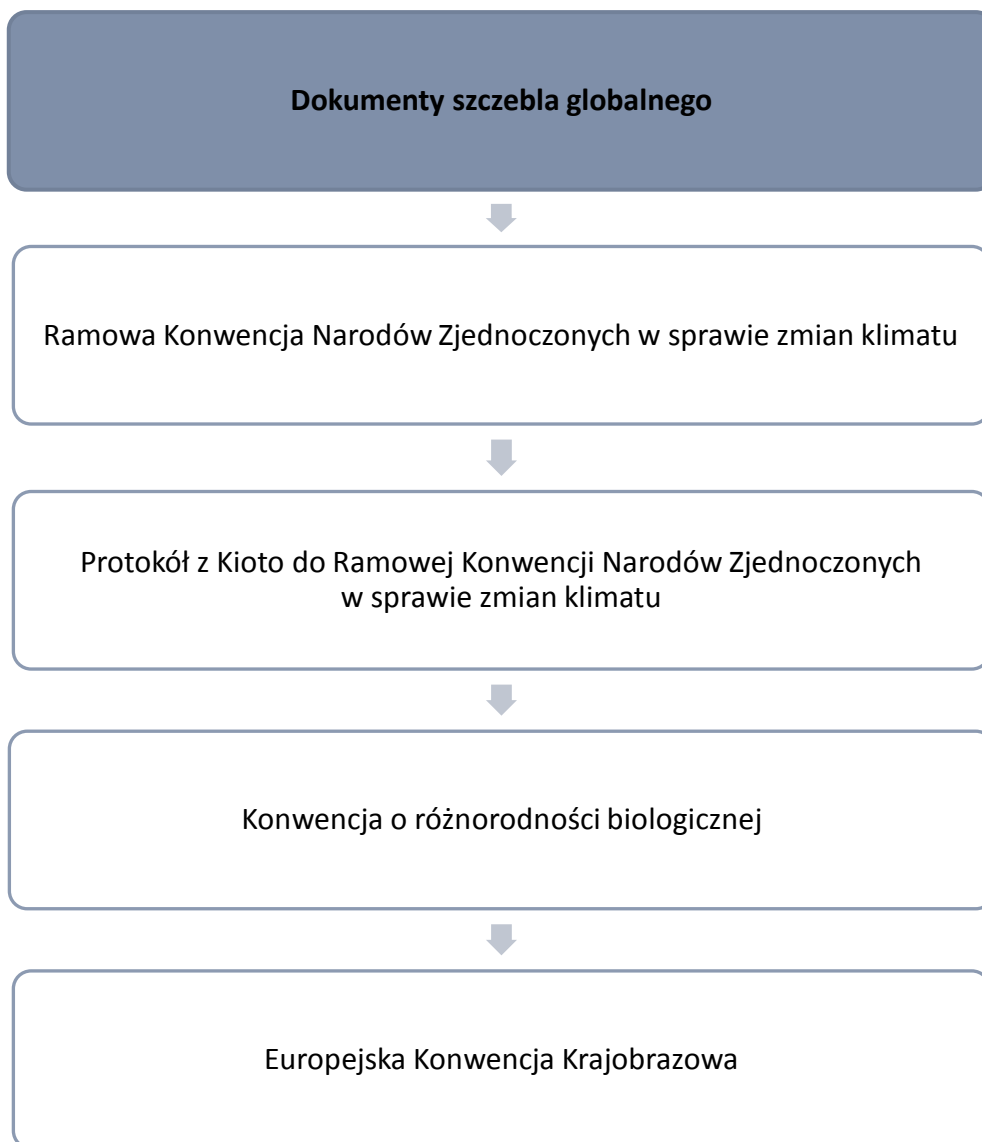 Dokumenty szczebla globalnego
Ramowa Konwencja Narodów Zjednoczonych w sprawie zmian klimatu
Protokół z Kioto do Ramowej Konwencji Narodów Zjednoczonych
w sprawie zmian klimatu
Konwencja o różnorodności biologicznej
Europejska Konwencja Krajobrazowa